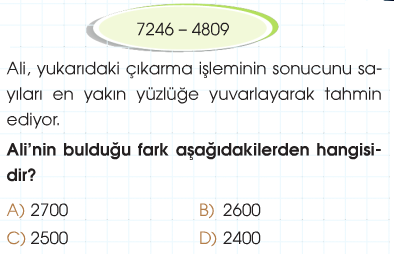 7246 – 4809
Ali, yukarıdaki çıkarma işleminin sonucunu sa-
yıları en yakın yüzlüğe yuvarlayarak tahmin
ediyor.
Ali’nin bulduğu fark aşağıdakilerden hangisi-
dir?
A) 2700 B) 2600
C) 2500 D) 2400